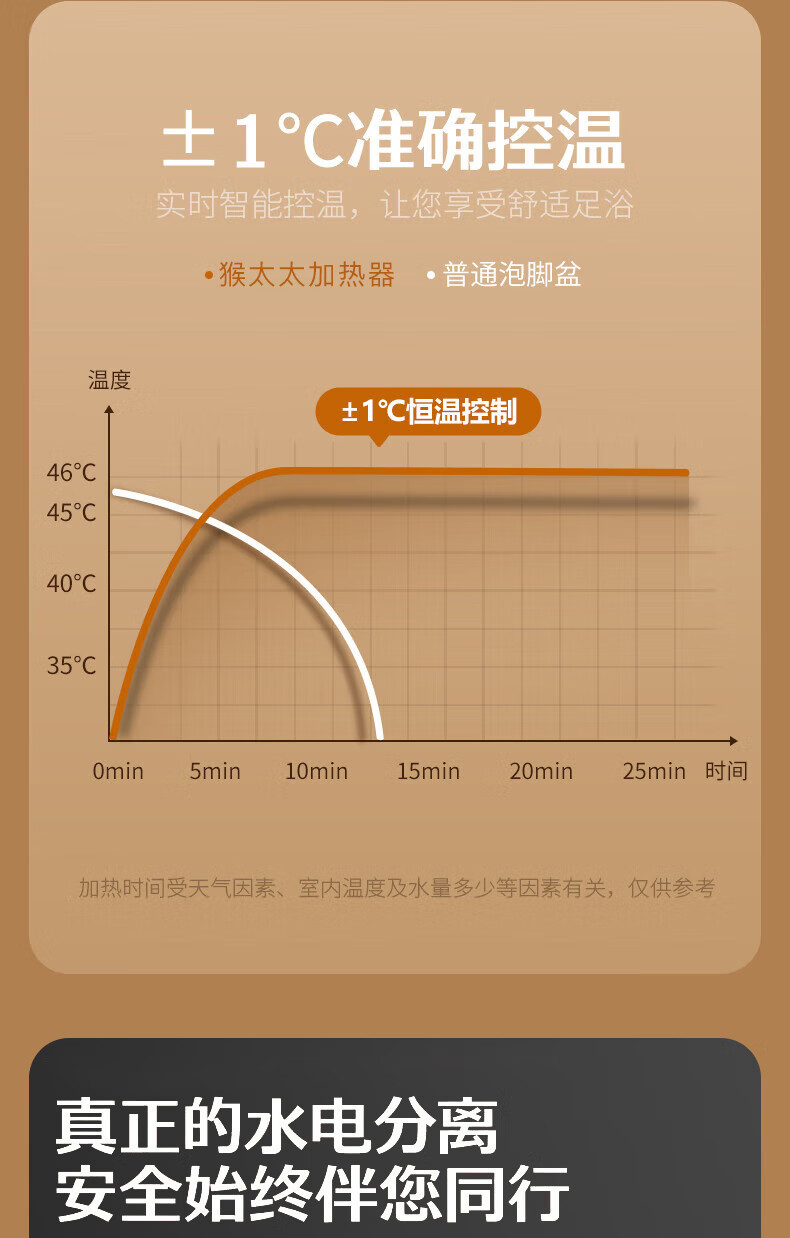 ±1℃准确控温
实时智能控温，让您享受舒适足浴
•猴太太加热器 •普通泡脚盆
温度
±1℃恒温控制
46℃
45℃
40℃
35℃
0min 5min 10min 15min 20min 25min 时间
加热时间受天气因素、室内温度及水量多少等因素有关，仅供参考
真正的水电分离
安全始终伴您同行